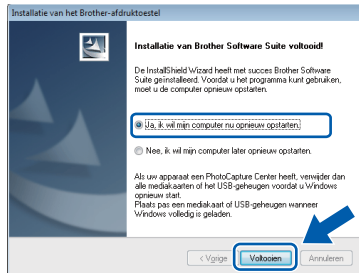 Installatie van het Brother-afdruktoestel
Installatie van Brother Software Suite voltooid!
De InstallShield Wizard heeft met succes Brother Software
Suite geïnstalleerd. Voordat u het programma kunt gebruiken,
moet u de computer opnieuw opstarten.
Ja, ik wil mijn computer nu opnieuw opstarten.
Nee, ik wil mijn computer later opnieuw opstarten.
Als uw apparaat een PhotoCapture Center heeft, verwijder dan
alle mediakaarten of het USB-geheugen voordat u Windows
opnieuw start.
Plaats pas een mediakaart of USB-geheugen wanneer
Windows volledig is geladen.
< Vorige
Voltooien
Annuleren